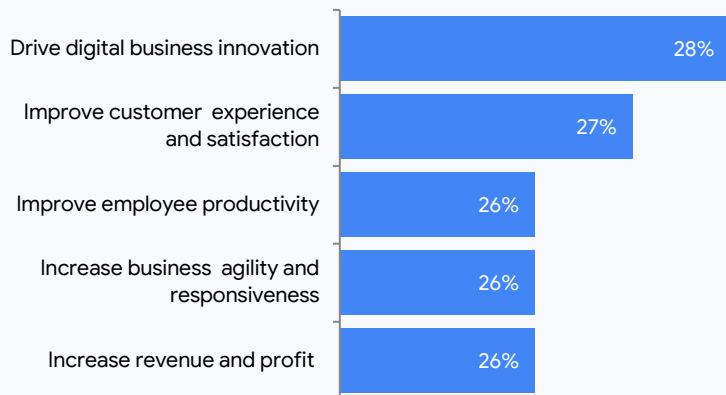 Drive digital business innovation
28%
Improve customer experience
and satisfaction
27%
Improve employee productivity
26%
Increase business agility and
responsiveness
26%
Increase revenue and profit
26%